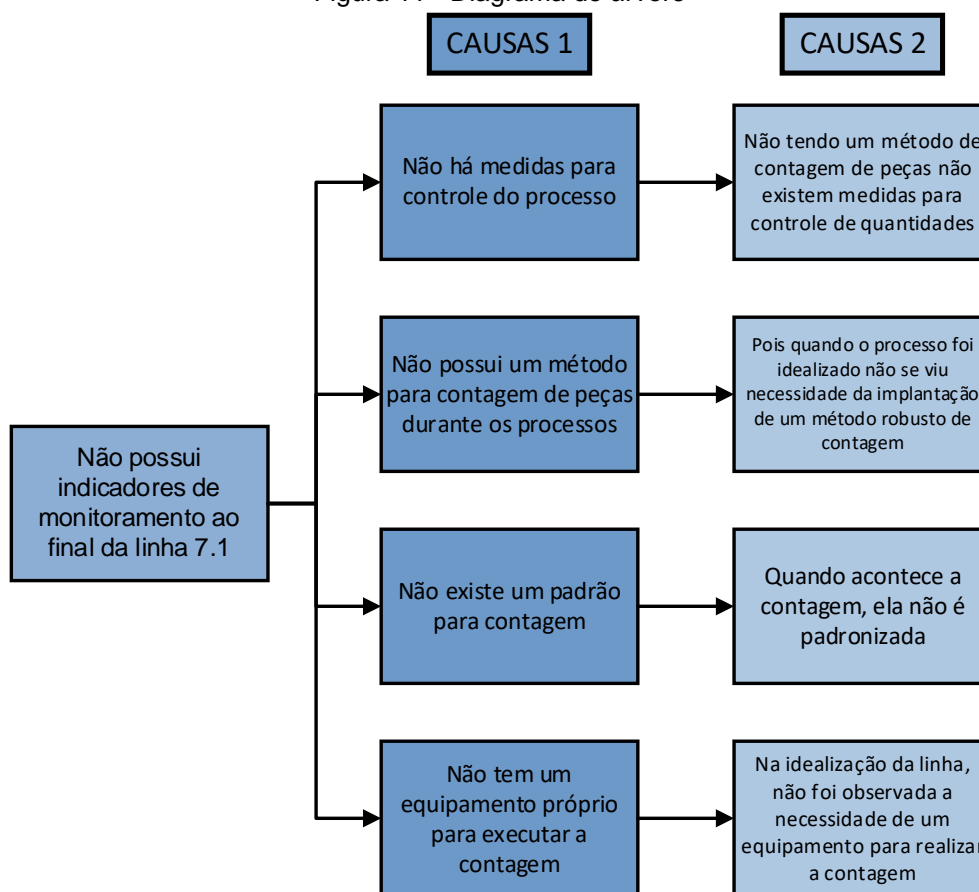 CAUSAS 1
CAUSAS 2
Não há medidas para
controle do processo
Não tendo um método de
contagem de peças não
existem medidas para
controle de quantidades
Não possui um método
para contagem de peças
durante os processos
Pois quando o processo foi
idealizado não se viu
necessidade da implantação
de um método robusto de
contagem
Não possui
indicadores de
monitoramento ao
final da linha 7.1
Não existe um padrão
para contagem
Quando acontece a
contagem, ela não é
padronizada
Não tem um
equipamento próprio
para executar a
contagem
Na idealização da linha,
não foi observada a
necessidade de um
equipamento para realizar
a contagem